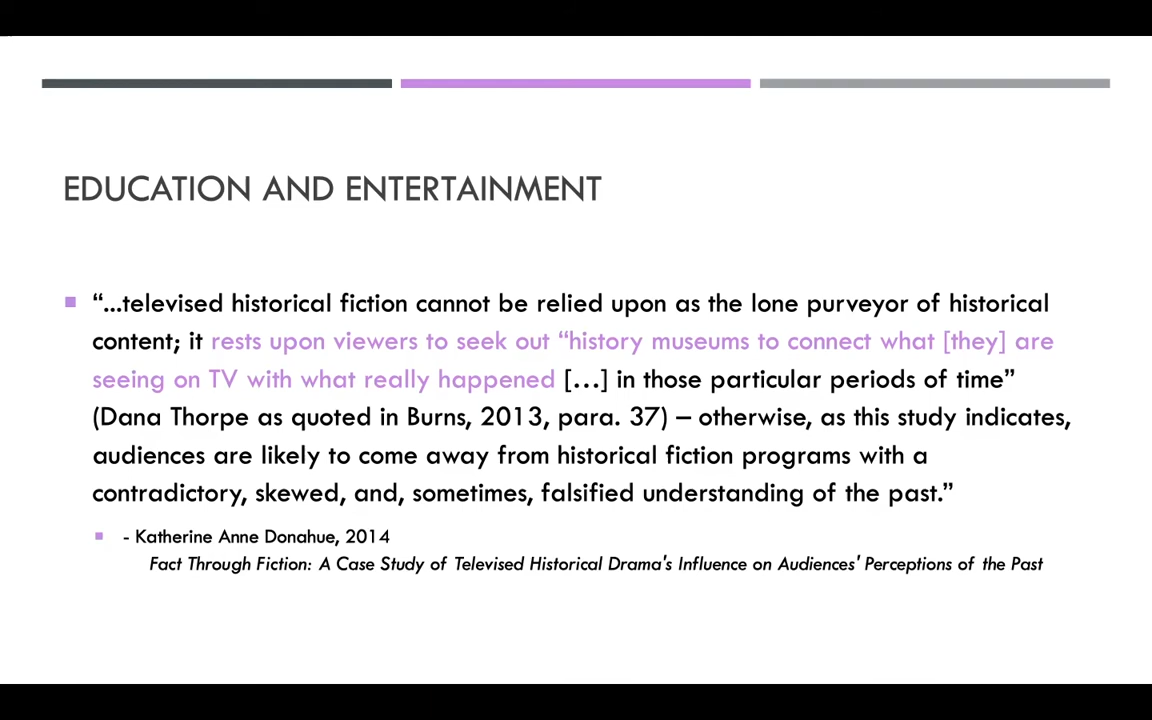 EDUCATION AND ENTERTAINMENT
“...televised historical fiction cannot be relied upon as the lone purveyor of historical
content; it rests upon viewers to seek out “history museums to connect what [they] are
seeing on TV with what really happened […] in those particular periods of time”
(Dana Thorpe as quoted in Burns, 2013, para. 37) – otherwise, as this study indicates,
audiences are likely to come away from historical fiction programs with a
contradictory, skewed, and, sometimes, falsified understanding of the past.”
- Katherine Anne Donahue, 2014
Fact Through Fiction: A Case Study of Televised Historical Drama's Influence on Audiences' Perceptions of the Past